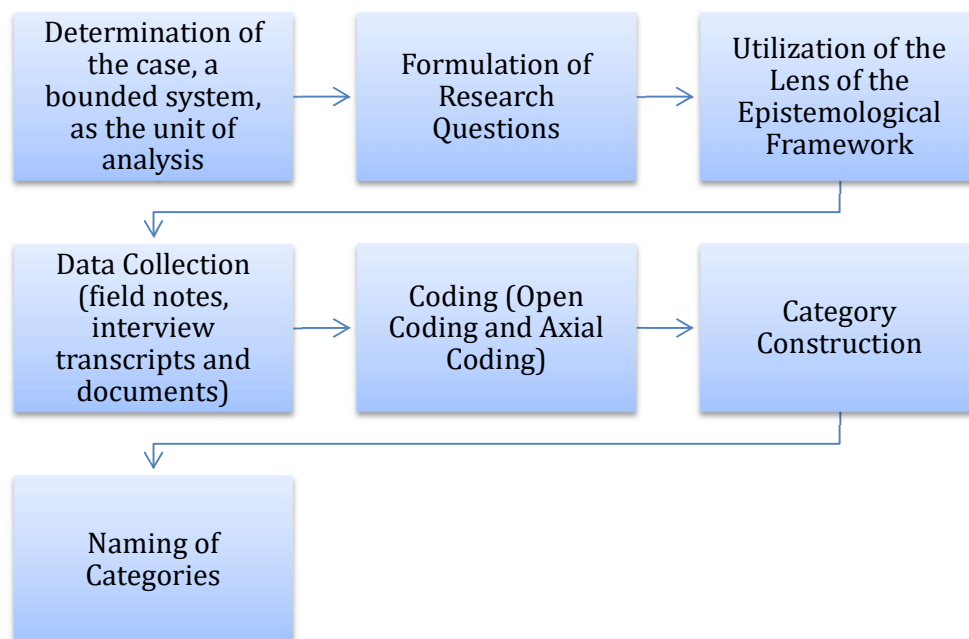 Determination of
the case, a
bounded system,
as the unit of
analysis
Formulation of
Research
Questions
Utilization of the
Lens of the
Epistemological
Framework
Data Collection
(field notes,
interview
transcripts and
documents)
Coding (Open
Coding and Axial
Coding)
Category
Construction
Naming of
Categories